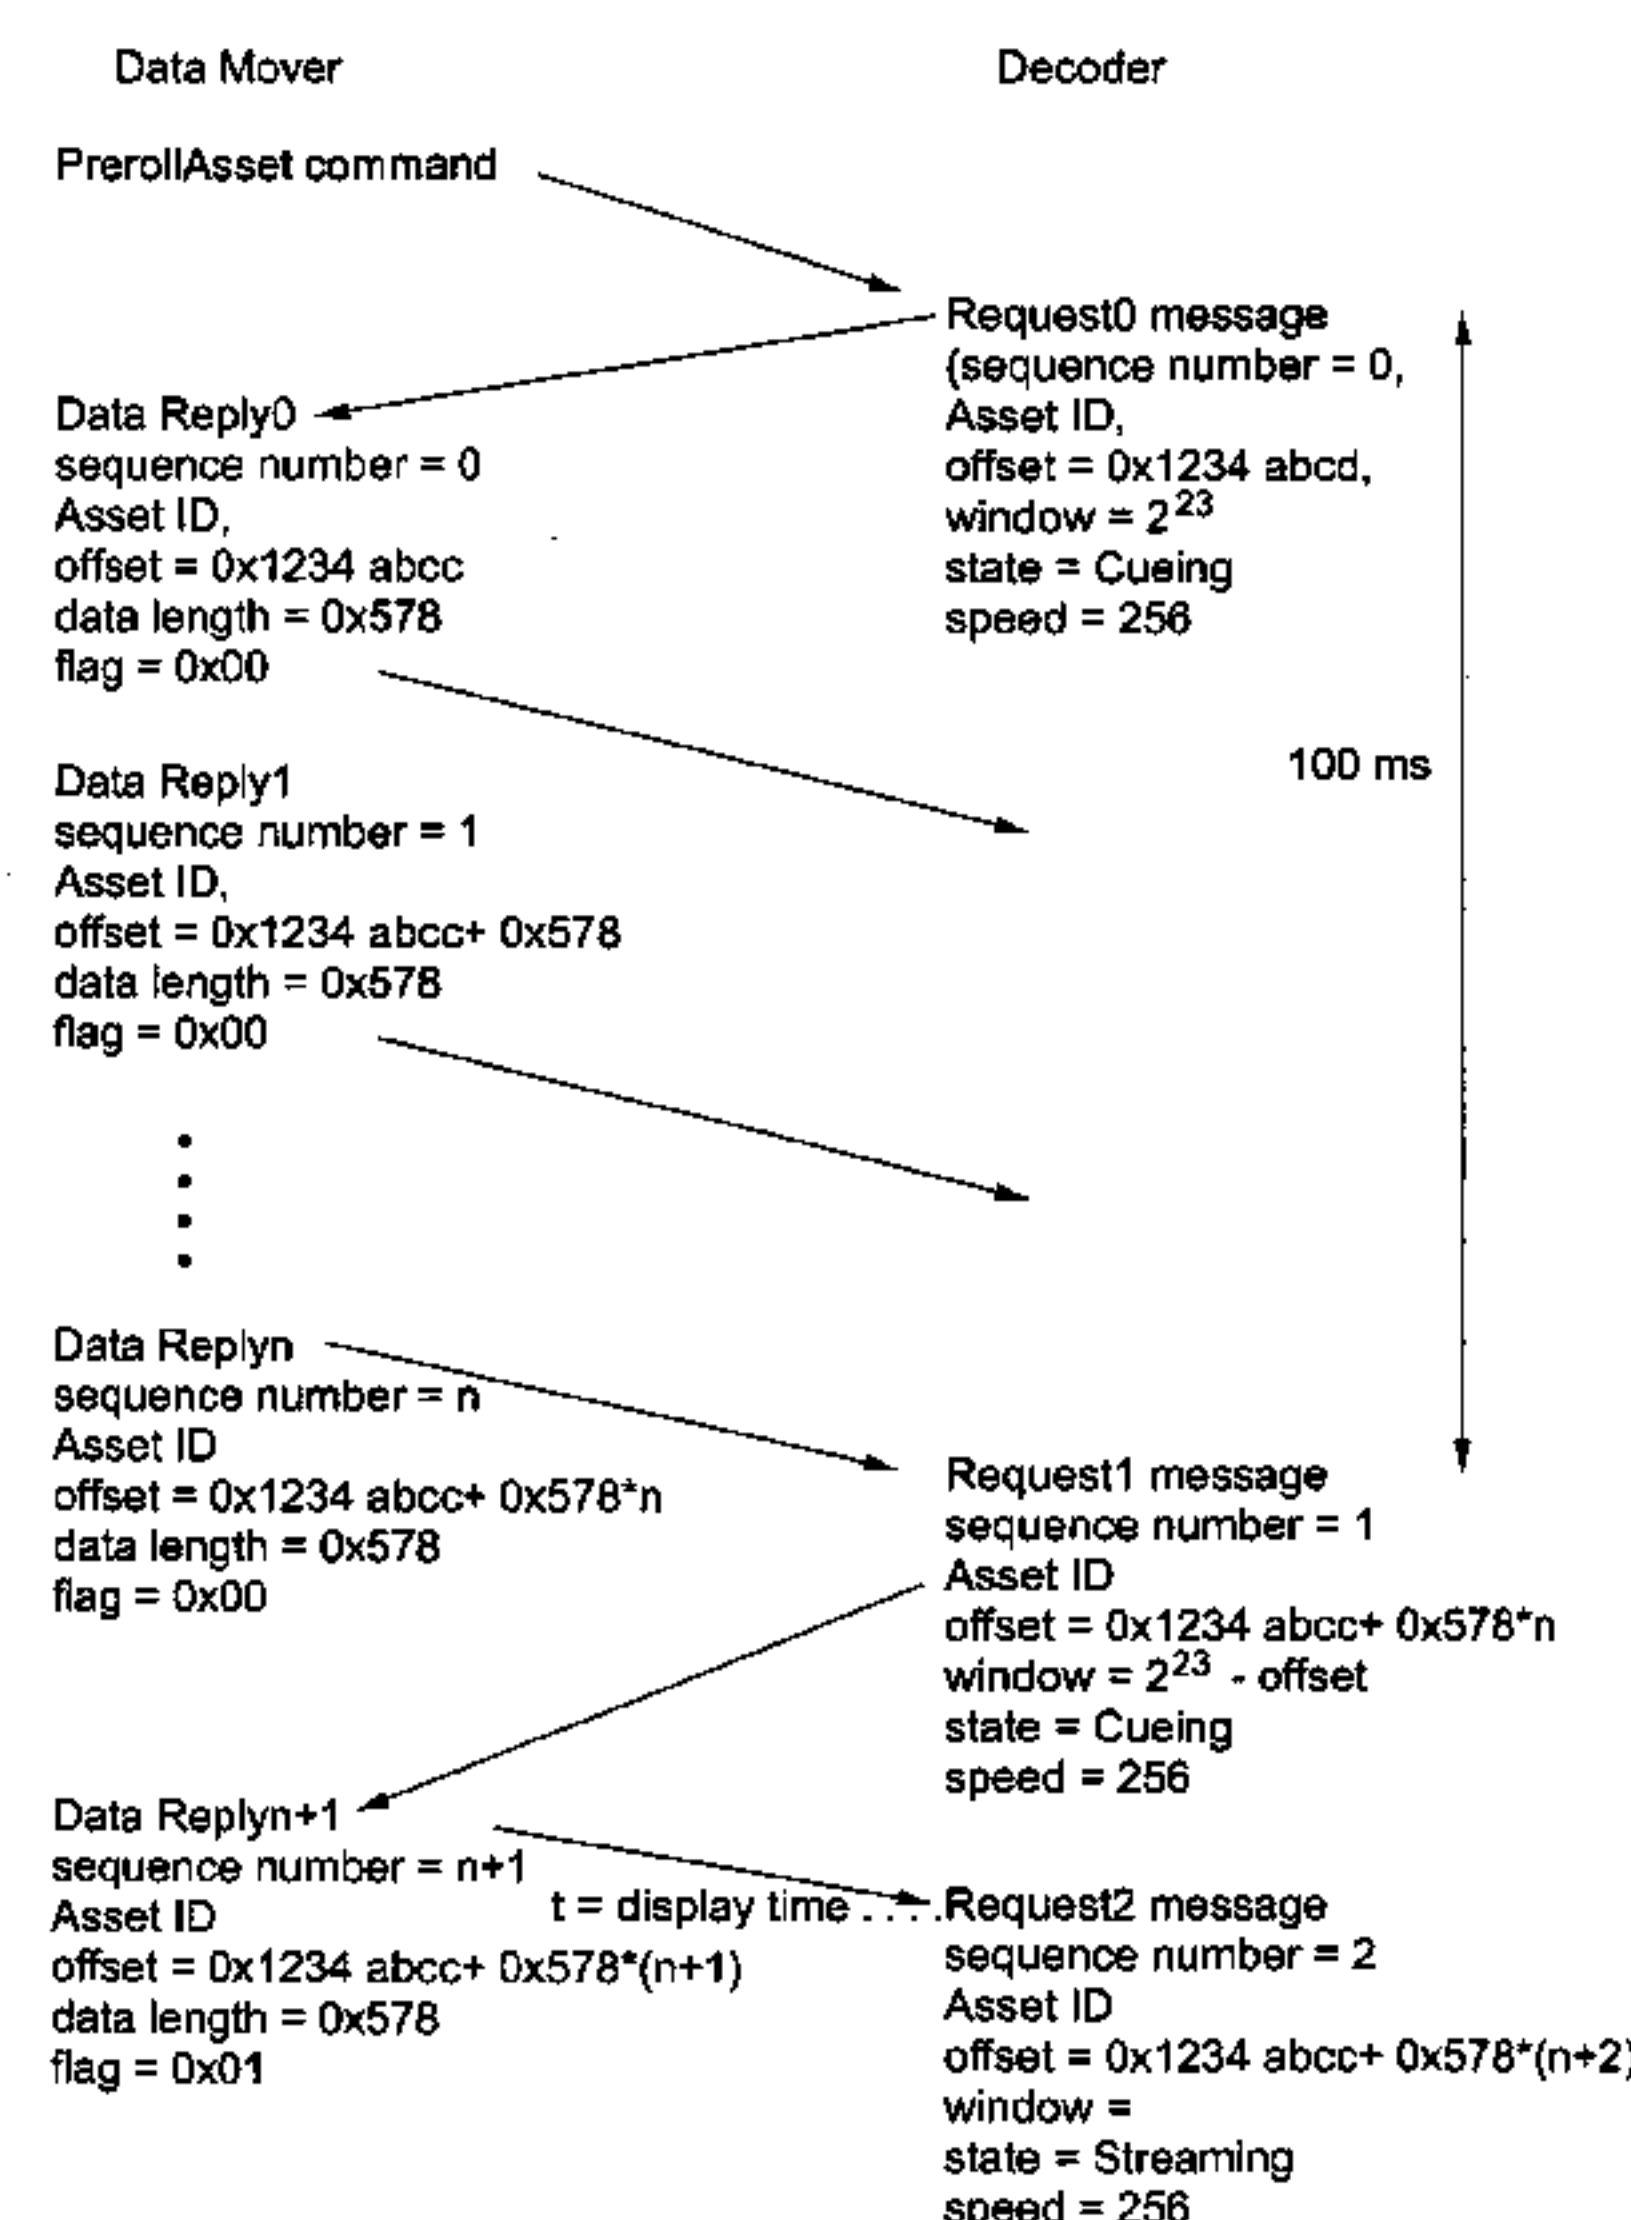 Data Mover
Decoder
PrerollAsset command
Request0 message
(sequence number = 0,
Asset ID,
offset = 0x1234 abcd,
window = 2^23
state = Cueing
speed = 256
Data Reply0
sequence number = 0
Asset ID,
offset = 0x1234 abcc
data length = 0x578
flag = 0x00
100 ms
Data Reply1
sequence number = 1
Asset ID,
offset = 0x1234 abcc+ 0x578
data length = 0x578
flag = 0x00
Data Replyn
sequence number = n
Asset ID
offset = 0x1234 abcc+ 0x578*n
data length = 0x578
flag = 0x00
Request1 message
sequence number = 1
Asset ID
offset = 0x1234 abcc+ 0x578*n
window = 2^23 - offset
state = Cueing
speed = 256
Data Replyn+1
sequence number = n+1
Asset ID
offset = 0x1234 abcc+ 0x578*(n+1)
data length = 0x578
flag = 0x01
t = display time . . . .
Request2 message
sequence number = 2
Asset ID
offset = 0x1234 abcc+ 0x578*(n+2)
window =
state = Streaming
speed = 256